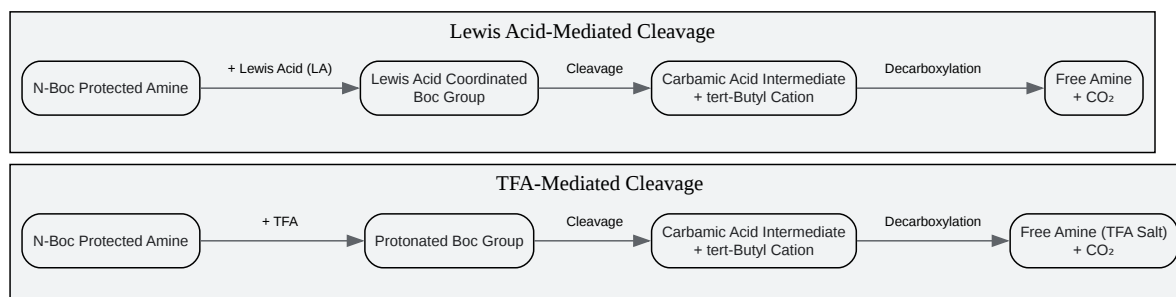 Lewis Acid-Mediated Cleavage
N-Boc Protected Amine
+ Lewis Acid (LA)
Lewis Acid Coordinated
Boc Group
Cleavage
Carbamic Acid Intermediate
+ tert-Butyl Cation
Decarboxylation
Free Amine
+ CO₂
TFA-Mediated Cleavage
N-Boc Protected Amine
+ TFA
Protonated Boc Group
Cleavage
Carbamic Acid Intermediate
+ tert-Butyl Cation
Decarboxylation
Free Amine (TFA Salt)
+ CO₂